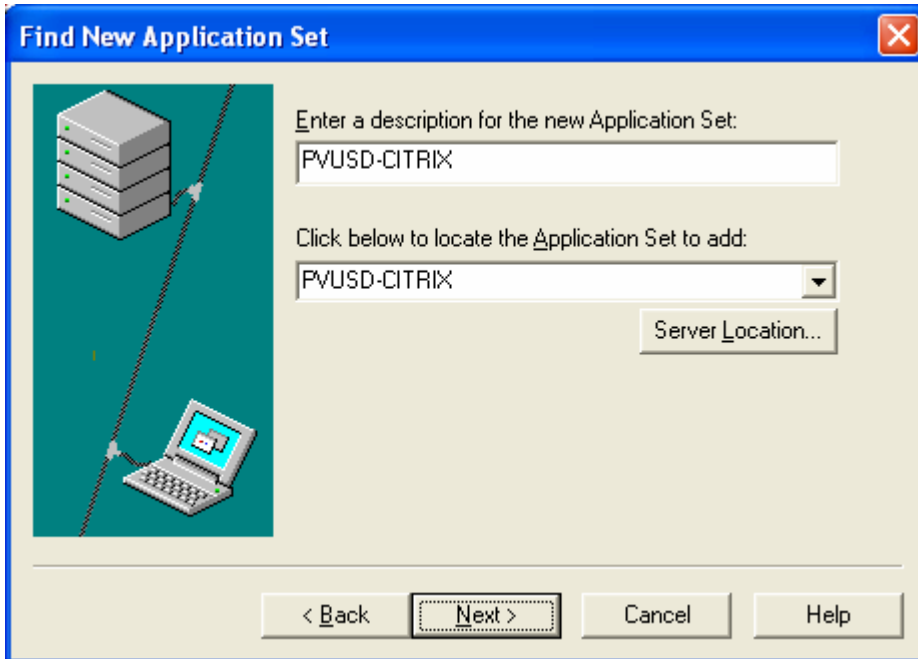 Find New Application Set
Enter a description for the new Application Set:
PVUSD-CITRIX
Click below to locate the Application Set to add:
PVUSD-CITRIX
Server Location...
< Back
Next >
Cancel
Help